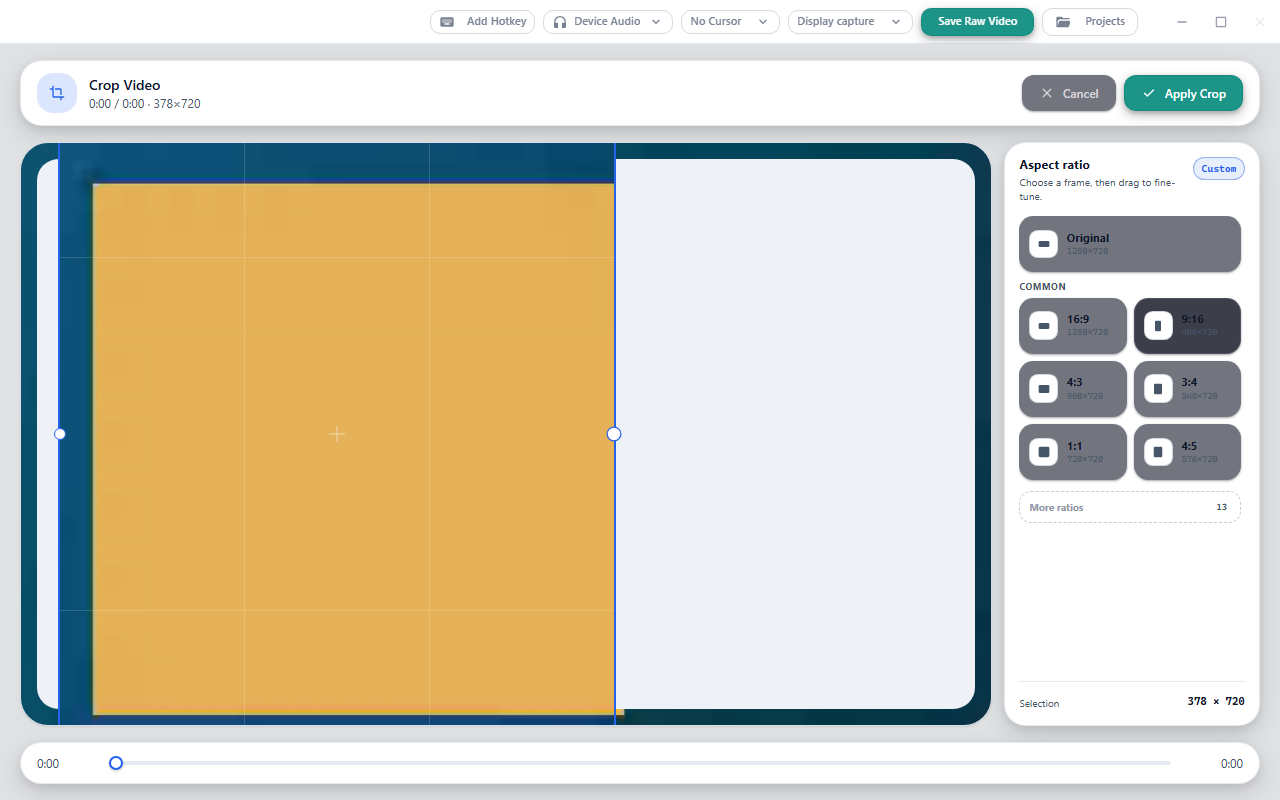 Add Hotkey
Device Audio
No Cursor
Display capture
Save Raw Video
Projects
Crop Video
0:00 / 0:00 · 378×720
Cancel
Apply Crop
Aspect ratio
Custom
Choose a frame, then drag to fine-
tune.
Original
1280×720
COMMON
16:9
1280×720
9:16
4:3
960×720
3:4
540×720
1:1
720×720
4:5
576×720
More ratios
13
Selection
378 × 720
0:00
0:00